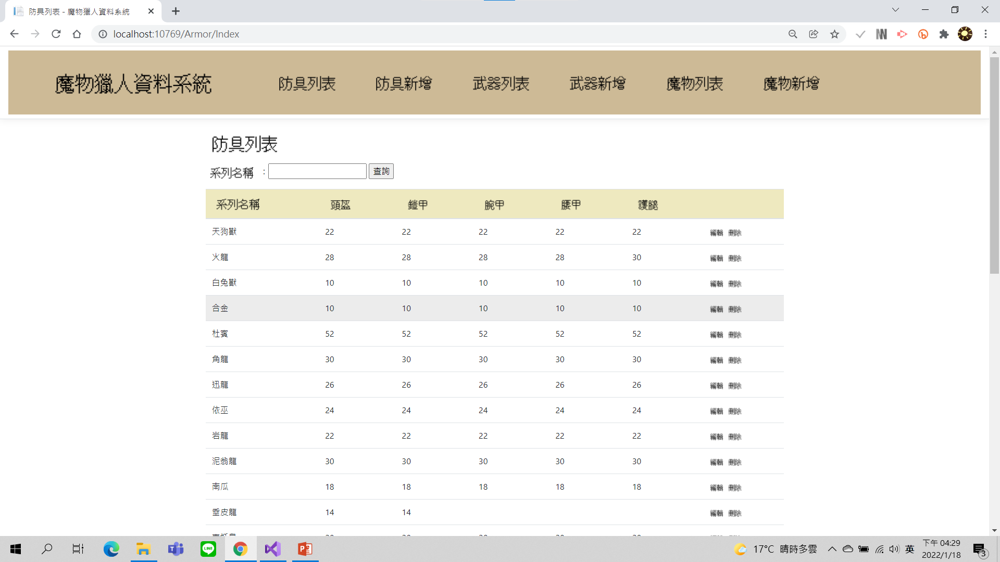 防具列表 - 魔物獵人資料系統
localhost:10769/Armor/Index
魔物獵人資料系統 防具列表 防具新增 武器列表 武器新增 魔物列表 魔物新增
防具列表
系列名稱 : 查詢
系列名稱 頭盔 鎧甲 腕甲 腰甲 護腿
天狗獸 22 22 22 22 22 編輯 刪除
火龍 28 28 28 28 30 編輯 刪除
白兔獸 10 10 10 10 10 編輯 刪除
合金 10 10 10 10 10 編輯 刪除
杜賓 52 52 52 52 52 編輯 刪除
角龍 30 30 30 30 30 編輯 刪除
迅龍 26 26 26 26 26 編輯 刪除
依巫 24 24 24 24 24 編輯 刪除
岩龍 22 22 22 22 22 編輯 刪除
泥翁龍 30 30 30 30 30 編輯 刪除
南瓜 18 18 18 18 18 編輯 刪除
垂皮龍 14 14 編輯 刪除
LINE
17°C 晴時多雲 英 下午 04:29
2022/1/18
3